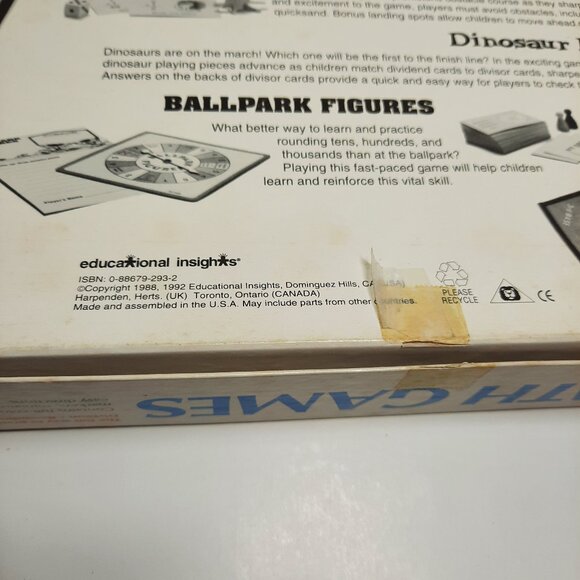 and excitement to the game, players must avoid obstacles,
quicksand. Bonus landing spots allow children to move ahead
Dinosaur
Dinosaurs are on the march! Which one will be the first to the finish line? In the exciting
dinosaur playing pieces advance as children match dividend cards to divisor cards,
Answers on the backs of divisor cards provide a quick and easy way for players to check
BALLPARK FIGURES
What better way to learn and practice
rounding tens, hundreds, and
thousands than at the ballpark?
Playing this fast-paced game will help children
learn and reinforce this vital skill.
educational insights®
ISBN: 0-88679-293-2
©Copyright 1988, 1992 Educational Insights, Dominguez Hills, CA (USA)
Harpenden, Herts. (UK) Toronto, Ontario (CANADA)
Made and assembled in the U.S.A. May include parts from other countries.
PLEASE
RECYCLE
CE
GAMES